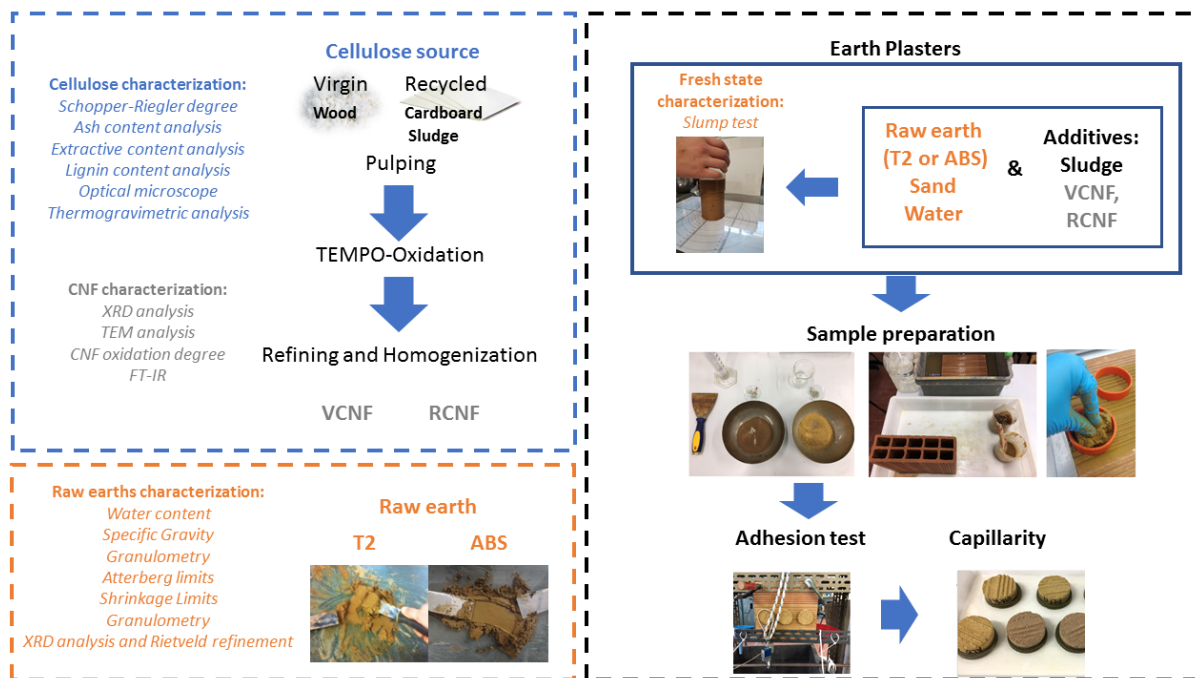 Cellulose source
Cellulose characterization:
Schopper-Riegler degree
Ash content analysis
Extractive content analysis
Lignin content analysis
Optical microscope
Thermogravimetric analysis
Virgin
Wood
Recycled
Cardboard
Sludge
Pulping
TEMPO-Oxidation
CNF characterization:
XRD analysis
TEM analysis
CNF oxidation degree
FT-IR
Refining and Homogenization
VCNF
RCNF
Raw earths characterization:
Water content
Specific Gravity
Granulometry
Atterberg limits
Shrinkage Limits
Granulometry
XRD analysis and Rietveld refinement
Raw earth
T2
ABS
Earth Plasters
Fresh state
characterization:
Slump test
Raw earth
(T2 or ABS)
Sand
Water
&
Additives:
Sludge
VCNF,
RCNF
Sample preparation
Adhesion test
Capillarity